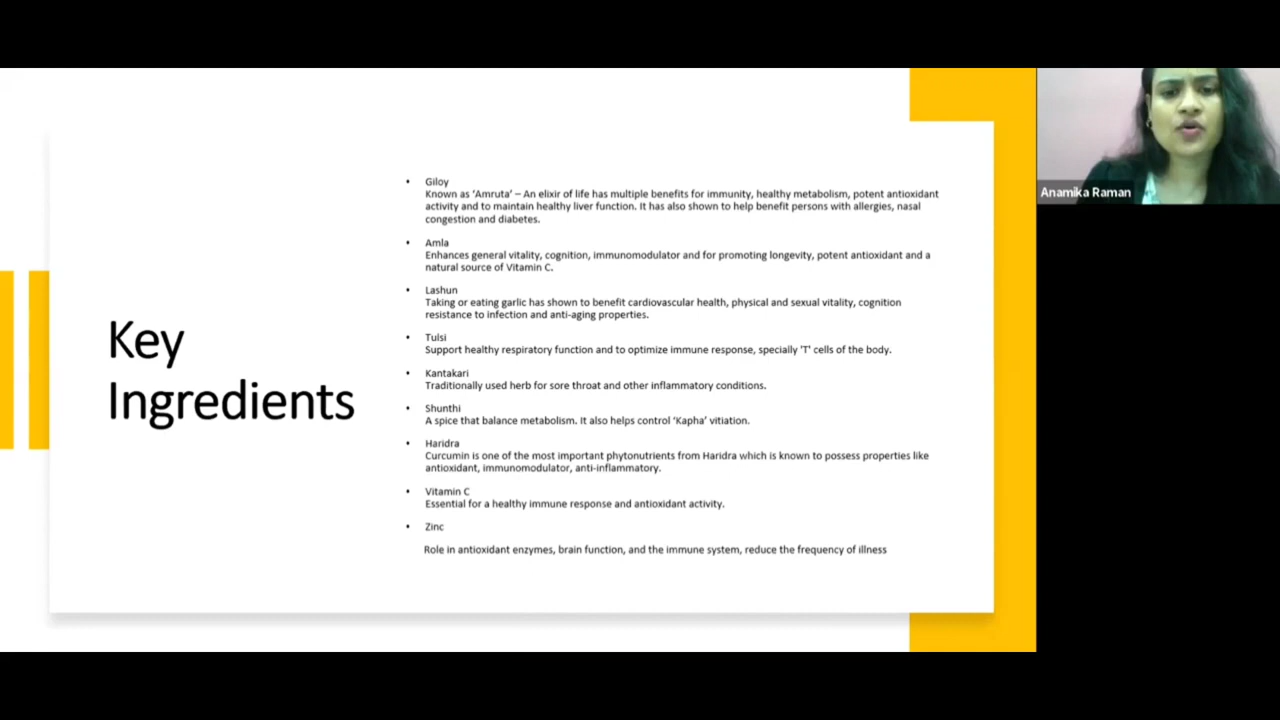 Key
Ingredients
• Giloy
Known as ‘Amruta’ – An elixir of life has multiple benefits for immunity, healthy metabolism, potent antioxidant
activity and to maintain healthy liver function. It has also shown to help benefit persons with allergies, nasal
congestion and diabetes.
• Amla
Enhances general vitality, cognition, immunomodulator and for promoting longevity, potent antioxidant and a
natural source of Vitamin C.
• Lashun
Taking or eating garlic has shown to benefit cardiovascular health, physical and sexual vitality, cognition
resistance to infection and anti-aging properties.
• Tulsi
Support healthy respiratory function and to optimize immune response, specially 'T' cells of the body.
• Kantakari
Traditionally used herb for sore throat and other inflammatory conditions.
• Shunthi
A spice that balance metabolism. It also helps control ‘Kapha’ vitiation.
• Haridra
Curcumin is one of the most important phytonutrients from Haridra which is known to possess properties like
antioxidant, immunomodulator, anti-inflammatory.
• Vitamin C
Essential for a healthy immune response and antioxidant activity.
• Zinc
Role in antioxidant enzymes, brain function, and the immune system, reduce the frequency of illness
Anamika Raman